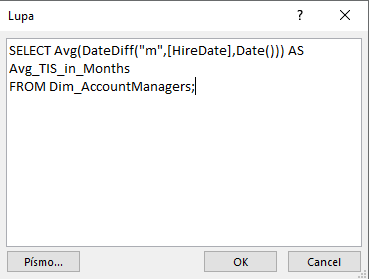 Lupa
SELECT Avg(DateDiff("m",[HireDate],Date())) AS
Avg_TIS_in_Months
FROM Dim_AccountManagers;
Písmo...
OK
Cancel